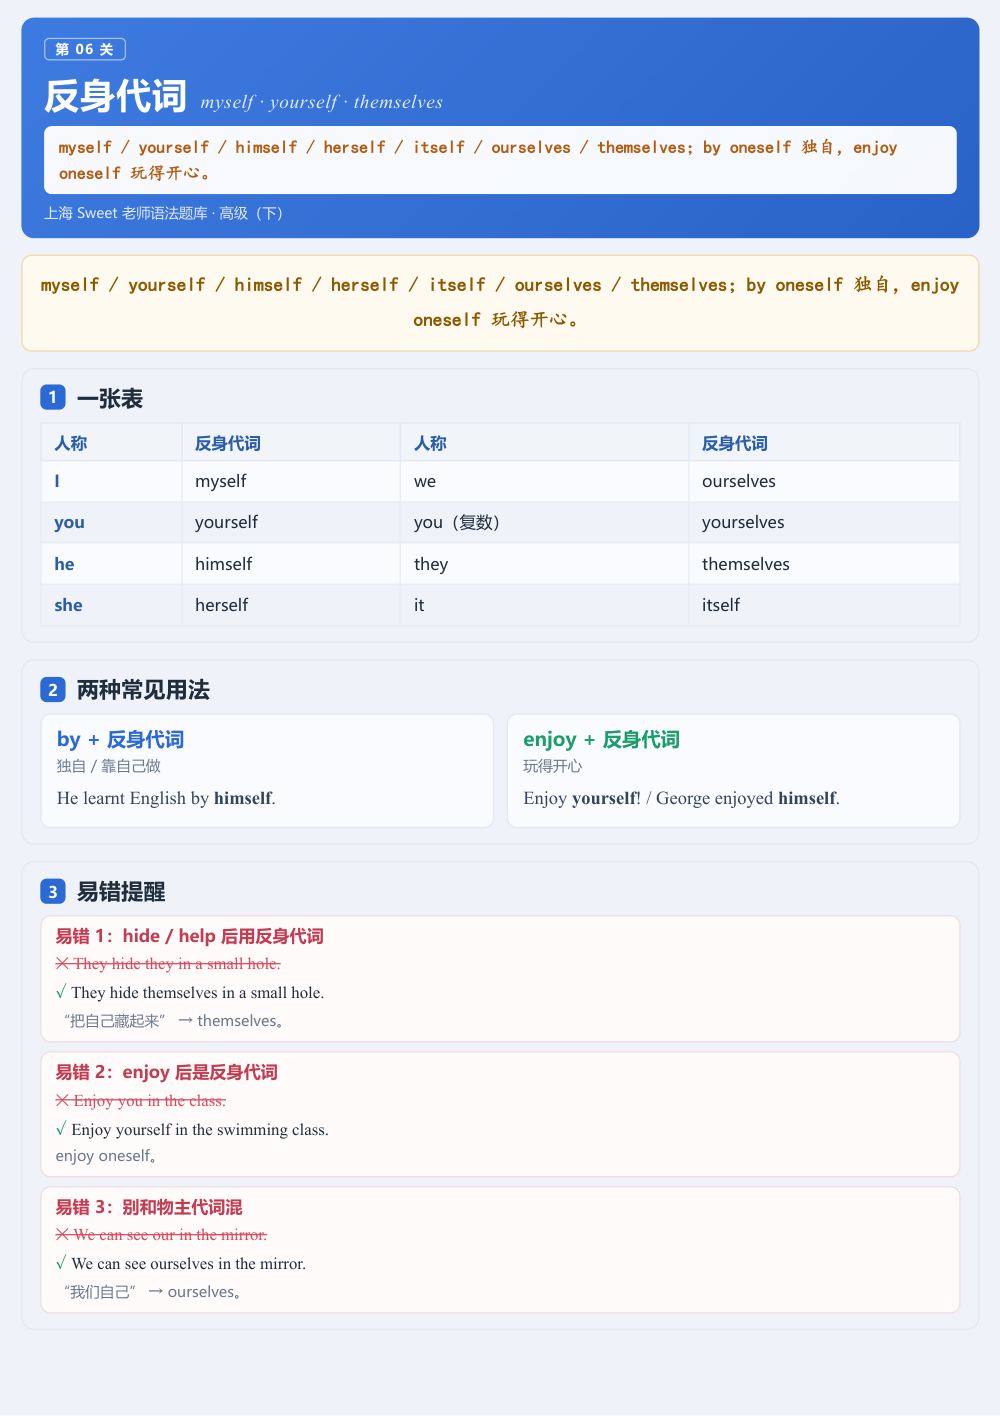 第 06 关
反身代词 myself · yourself · themselves
myself / yourself / himself / herself / itself / ourselves / themselves；by oneself 独自，enjoy
oneself 玩得开心。
上海 Sweet 老师语法题库 · 高级（下）
myself / yourself / himself / herself / itself / ourselves / themselves；by oneself 独自，enjoy
oneself 玩得开心。
1 一张表
人称 反身代词 人称 反身代词
I myself we ourselves
you yourself you（复数） yourselves
he himself they themselves
she herself it itself
2 两种常见用法
by + 反身代词
独自 / 靠自己做
He learnt English by himself.
enjoy + 反身代词
玩得开心
Enjoy yourself! / George enjoyed himself.
3 易错提醒
易错 1：hide / help 后用反身代词
✕ They hide they in a small hole.
✓ They hide themselves in a small hole.
“把自己藏起来” → themselves。
易错 2：enjoy 后是反身代词
✕ Enjoy you in the class.
✓ Enjoy yourself in the swimming class.
enjoy oneself。
易错 3：别和物主代词混
✕ We can see our in the mirror.
✓ We can see ourselves in the mirror.
“我们自己” → ourselves。